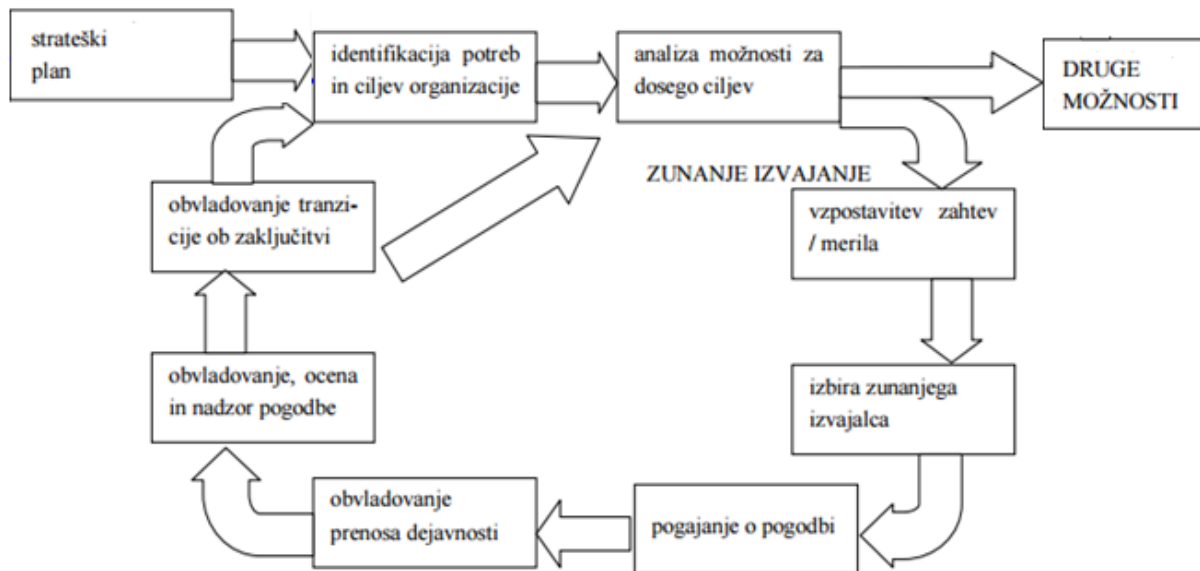 strateški
plan
identifikacija potreb
in ciljev organizacije
analiza možnosti za
dosego ciljev
DRUGE
MOŽNOSTI
ZUNANJE IZVAJANJE
vzpostavitev zahtev
/ merila
izbira zunanjega
izvajalca
pogajanje o pogodbi
obvladovanje
prenosa dejavnosti
obvladovanje, ocena
in nadzor pogodbe
obvladovanje tranzi-
cije ob zaključitvi